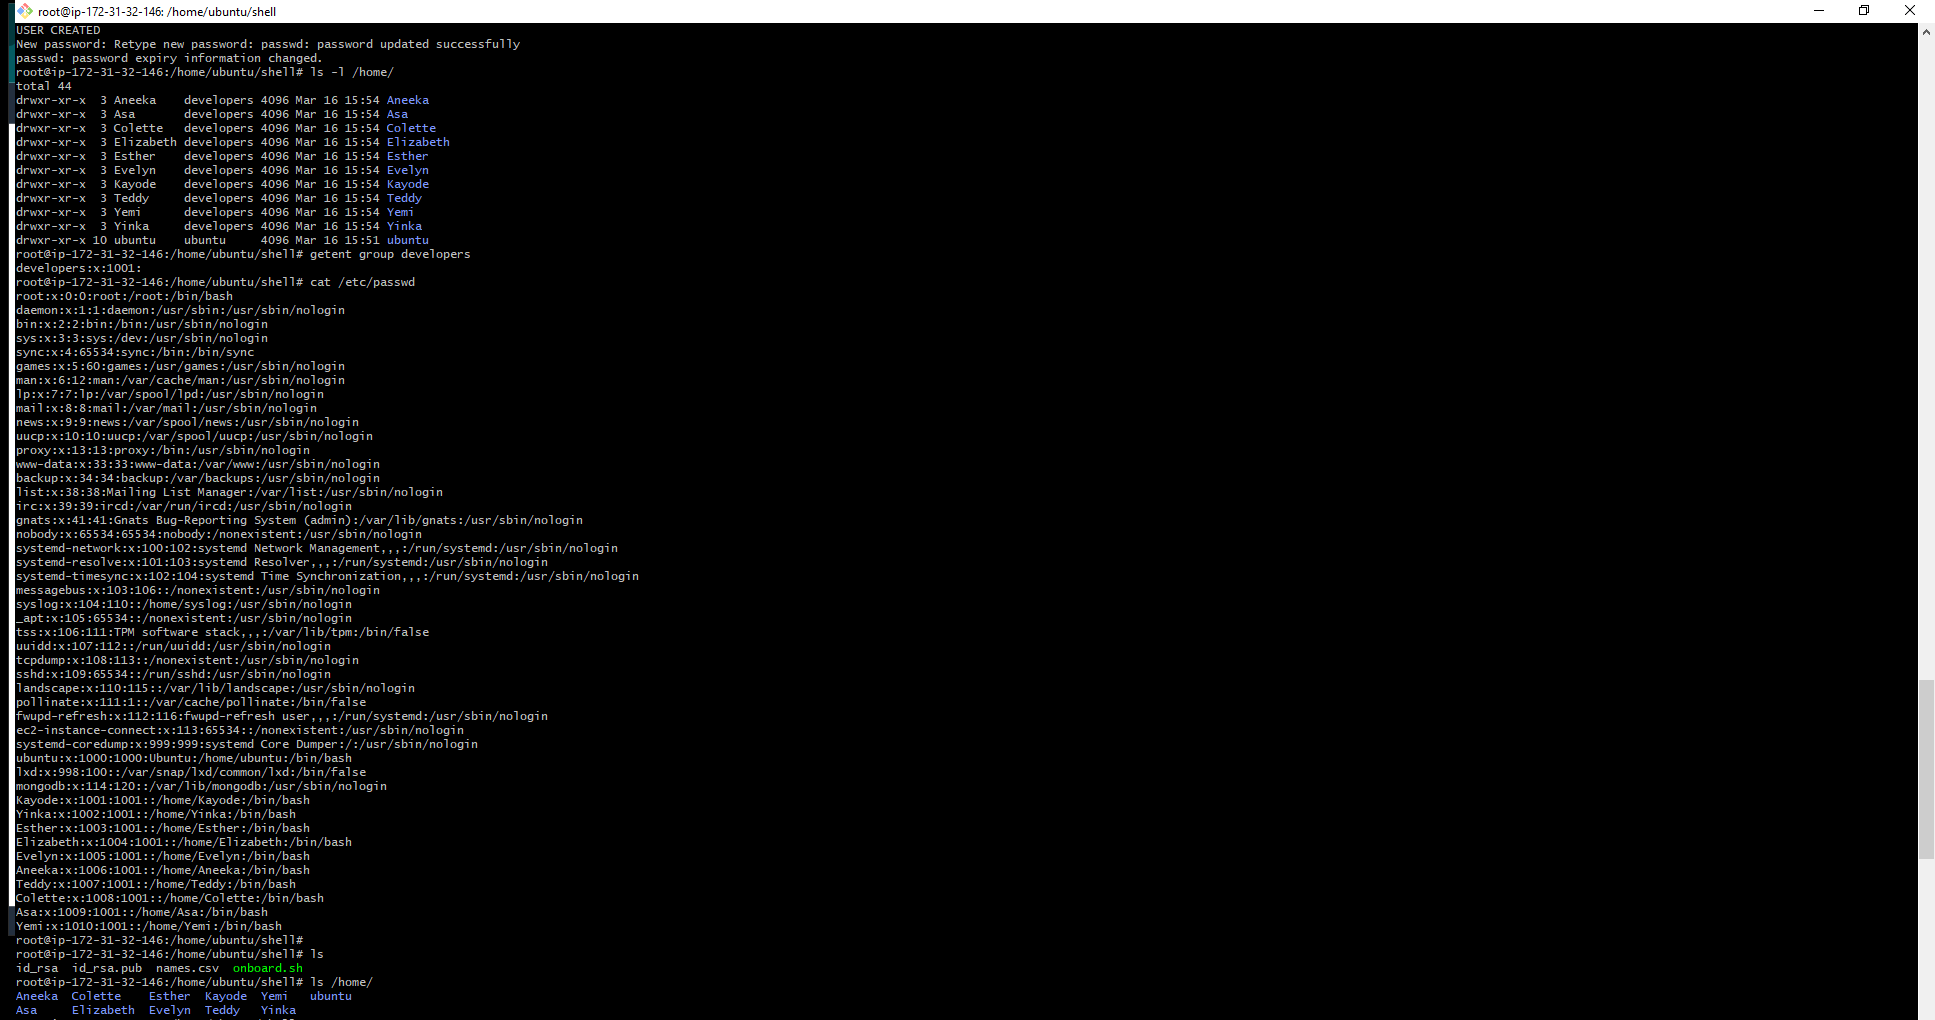 root@ip-172-31-32-146: /home/ubuntu/shell
USER CREATED
New password: Retype new password: passwd: password updated successfully
passwd: password expiry information changed.
root@ip-172-31-32-146:/home/ubuntu/shell# ls -l /home/
total 44
drwxr-xr-x  3 Aneeka    developers 4096 Mar 16 15:54 Aneeka
drwxr-xr-x  3 Asa       developers 4096 Mar 16 15:54 Asa
drwxr-xr-x  3 Colette   developers 4096 Mar 16 15:54 Colette
drwxr-xr-x  3 Elizabeth developers 4096 Mar 16 15:54 Elizabeth
drwxr-xr-x  3 Esther    developers 4096 Mar 16 15:54 Esther
drwxr-xr-x  3 Evelyn    developers 4096 Mar 16 15:54 Evelyn
drwxr-xr-x  3 Kayode    developers 4096 Mar 16 15:54 Kayode
drwxr-xr-x  3 Teddy     developers 4096 Mar 16 15:54 Teddy
drwxr-xr-x  3 Yemi      developers 4096 Mar 16 15:54 Yemi
drwxr-xr-x  3 Yinka     developers 4096 Mar 16 15:54 Yinka
drwxr-xr-x 10 ubuntu    ubuntu     4096 Mar 16 15:51 ubuntu
root@ip-172-31-32-146:/home/ubuntu/shell# getent group developers
developers:x:1001:
root@ip-172-31-32-146:/home/ubuntu/shell# cat /etc/passwd
root:x:0:0:root:/root:/bin/bash
daemon:x:1:1:daemon:/usr/sbin:/usr/sbin/nologin
bin:x:2:2:bin:/bin:/usr/sbin/nologin
sys:x:3:3:sys:/dev:/usr/sbin/nologin
sync:x:4:65534:sync:/bin:/bin/sync
games:x:5:60:games:/usr/games:/usr/sbin/nologin
man:x:6:12:man:/var/cache/man:/usr/sbin/nologin
lp:x:7:7:lp:/var/spool/lpd:/usr/sbin/nologin
mail:x:8:8:mail:/var/mail:/usr/sbin/nologin
news:x:9:9:news:/var/spool/news:/usr/sbin/nologin
uucp:x:10:10:uucp:/var/spool/uucp:/usr/sbin/nologin
proxy:x:13:13:proxy:/bin:/usr/sbin/nologin
www-data:x:33:33:www-data:/var/www:/usr/sbin/nologin
backup:x:34:34:backup:/var/backups:/usr/sbin/nologin
list:x:38:38:Mailing List Manager:/var/list:/usr/sbin/nologin
irc:x:39:39:ircd:/var/run/ircd:/usr/sbin/nologin
gnats:x:41:41:Gnats Bug-Reporting System (admin):/var/lib/gnats:/usr/sbin/nologin
nobody:x:65534:65534:nobody:/nonexistent:/usr/sbin/nologin
systemd-network:x:100:102:systemd Network Management,,,:/run/systemd:/usr/sbin/nologin
systemd-resolve:x:101:103:systemd Resolver,,,:/run/systemd:/usr/sbin/nologin
systemd-timesync:x:102:104:systemd Time Synchronization,,,:/run/systemd:/usr/sbin/nologin
messagebus:x:103:106::/nonexistent:/usr/sbin/nologin
syslog:x:104:110::/home/syslog:/usr/sbin/nologin
_apt:x:105:65534::/nonexistent:/usr/sbin/nologin
tss:x:106:111:TPM software stack,,,:/var/lib/tpm:/bin/false
uuidd:x:107:112::/run/uuidd:/usr/sbin/nologin
tcpdump:x:108:113::/nonexistent:/usr/sbin/nologin
sshd:x:109:65534::/run/sshd:/usr/sbin/nologin
landscape:x:110:115::/var/lib/landscape:/usr/sbin/nologin
pollinate:x:111:1::/var/cache/pollinate:/bin/false
fwupd-refresh:x:112:116:fwupd-refresh user,,,:/run/systemd:/usr/sbin/nologin
ec2-instance-connect:x:113:65534::/nonexistent:/usr/sbin/nologin
systemd-coredump:x:999:999:systemd Core Dumper:/:/usr/sbin/nologin
ubuntu:x:1000:1000:Ubuntu:/home/ubuntu:/bin/bash
lxd:x:998:100::/var/snap/lxd/common/lxd:/bin/false
mongodb:x:114:120::/var/lib/mongodb:/usr/sbin/nologin
Kayode:x:1001:1001::/home/Kayode:/bin/bash
Yinka:x:1002:1001::/home/Yinka:/bin/bash
Esther:x:1003:1001::/home/Esther:/bin/bash
Elizabeth:x:1004:1001::/home/Elizabeth:/bin/bash
Evelyn:x:1005:1001::/home/Evelyn:/bin/bash
Aneeka:x:1006:1001::/home/Aneeka:/bin/bash
Teddy:x:1007:1001::/home/Teddy:/bin/bash
Colette:x:1008:1001::/home/Colette:/bin/bash
Asa:x:1009:1001::/home/Asa:/bin/bash
Yemi:x:1010:1001::/home/Yemi:/bin/bash
root@ip-172-31-32-146:/home/ubuntu/shell#
root@ip-172-31-32-146:/home/ubuntu/shell# ls
id_rsa  id_rsa.pub  names.csv  onboard.sh
root@ip-172-31-32-146:/home/ubuntu/shell# ls /home/
Aneeka  Colette    Esther  Kayode  Yemi   ubuntu
Asa     Elizabeth  Evelyn  Teddy   Yinka